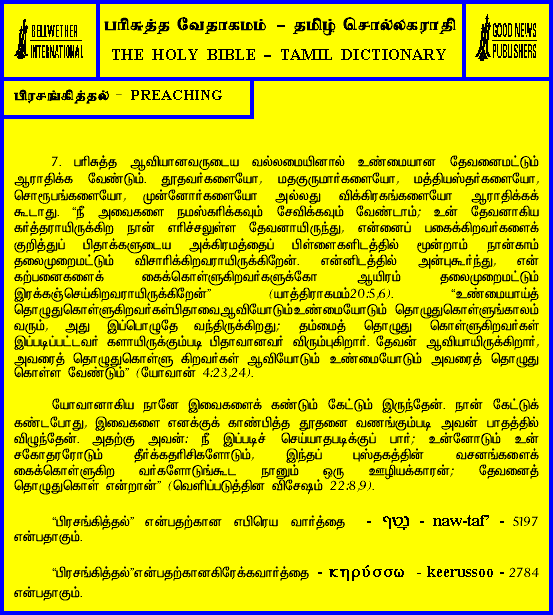 BELLWETHER
INTERNATIONAL
பரிசுத்த வேதாகமம் – தமிழ் சொல்லகராதி
THE HOLY BIBLE – TAMIL DICTIONARY
GOOD NEWS
PUBLISHERS
பிரசங்கித்தல் – PREACHING
7. பரிசுத்த ஆவியானவருடைய வல்லமையினால் உண்மையான தேவனைமட்டும்
ஆராதிக்க வேண்டும். தூதவர்களையோ, மதகுருமார்களையோ, மத்தியஸ்தர்களையோ,
சொரூபங்களையோ, முன்னோர்களையோ அல்லது விக்கிரகங்களையோ ஆராதிக்கக்
கூடாது. “நீ அவைகளை நமஸ்கரிக்கவும் சேவிக்கவும் வேண்டாம்; உன் தேவனாகிய
கர்த்தராயிருக்கிற நான் எரிச்சலுள்ள தேவனாயிருந்து, என்னைப் பகைக்கிறவர்களைக்
குறித்துப் பிதாக்களுடைய அக்கிரமத்தைப் பிள்ளைகளிடத்தில் மூன்றாம் நான்காம்
தலைமுறைமட்டும் விசாரிக்கிறவராயிருக்கிறேன். என்னிடத்தில் அன்புகூர்ந்து, என்
கற்பனைகளைக் கைக்கொள்ளுகிறவர்களுக்கோ ஆயிரம் தலைமுறைமட்டும்
இரக்கஞ்செய்கிறவராயிருக்கிறேன்” (யாத்திராகமம்20:5,6). “உண்மையாய்த்
தொழுதுகொள்ளுகிறவர்கள்பிதாவைஆவியோடும்உண்மையோடும் தொழுதுகொள்ளுங்காலம்
வரும், அது இப்பொழுதே வந்திருக்கிறது; தம்மைத் தொழுது கொள்ளுகிறவர்கள்
இப்படிப்பட்டவர் களாயிருக்கும்படி பிதாவானவர் விரும்புகிறார். தேவன் ஆவியாயிருக்கிறார்,
அவரைத் தொழுதுகொள்ளு கிறவர்கள் ஆவியோடும் உண்மையோடும் அவரைத் தொழுது
கொள்ள வேண்டும்” (யோவான் 4:23,24).
யோவானாகிய நானே இவைகளைக் கண்டும் கேட்டும் இருந்தேன். நான் கேட்டுக்
கண்டபோது, இவைகளை எனக்குக் காண்பித்த தூதனை வணங்கும்படி அவன் பாதத்தில்
விழுந்தேன். அதற்கு அவன்: நீ இப்படிச் செய்யாதபடிக்குப் பார்; உன்னோடும் உன்
சகோதரரோடும் தீர்க்கதரிசிகளோடும், இந்தப் புஸ்தகத்தின் வசனங்களைக்
கைக்கொள்ளுகிற வர்களோடுங்கூட நானும் ஒரு ஊழியக்காரன்; தேவனைத்
தொழுதுகொள் என்றான்” (வெளிப்படுத்தின விசேஷம் 22:8,9).
“பிரசங்கித்தல்” என்பதற்கான எபிரெய வார்த்தை - נָטַף - naw-taf’ - 5197
என்பதாகும்.
“பிரசங்கித்தல்”என்பதற்கானகிரேக்கவார்த்தை - κηρύσσω - keerussoo - 2784
என்பதாகும்.